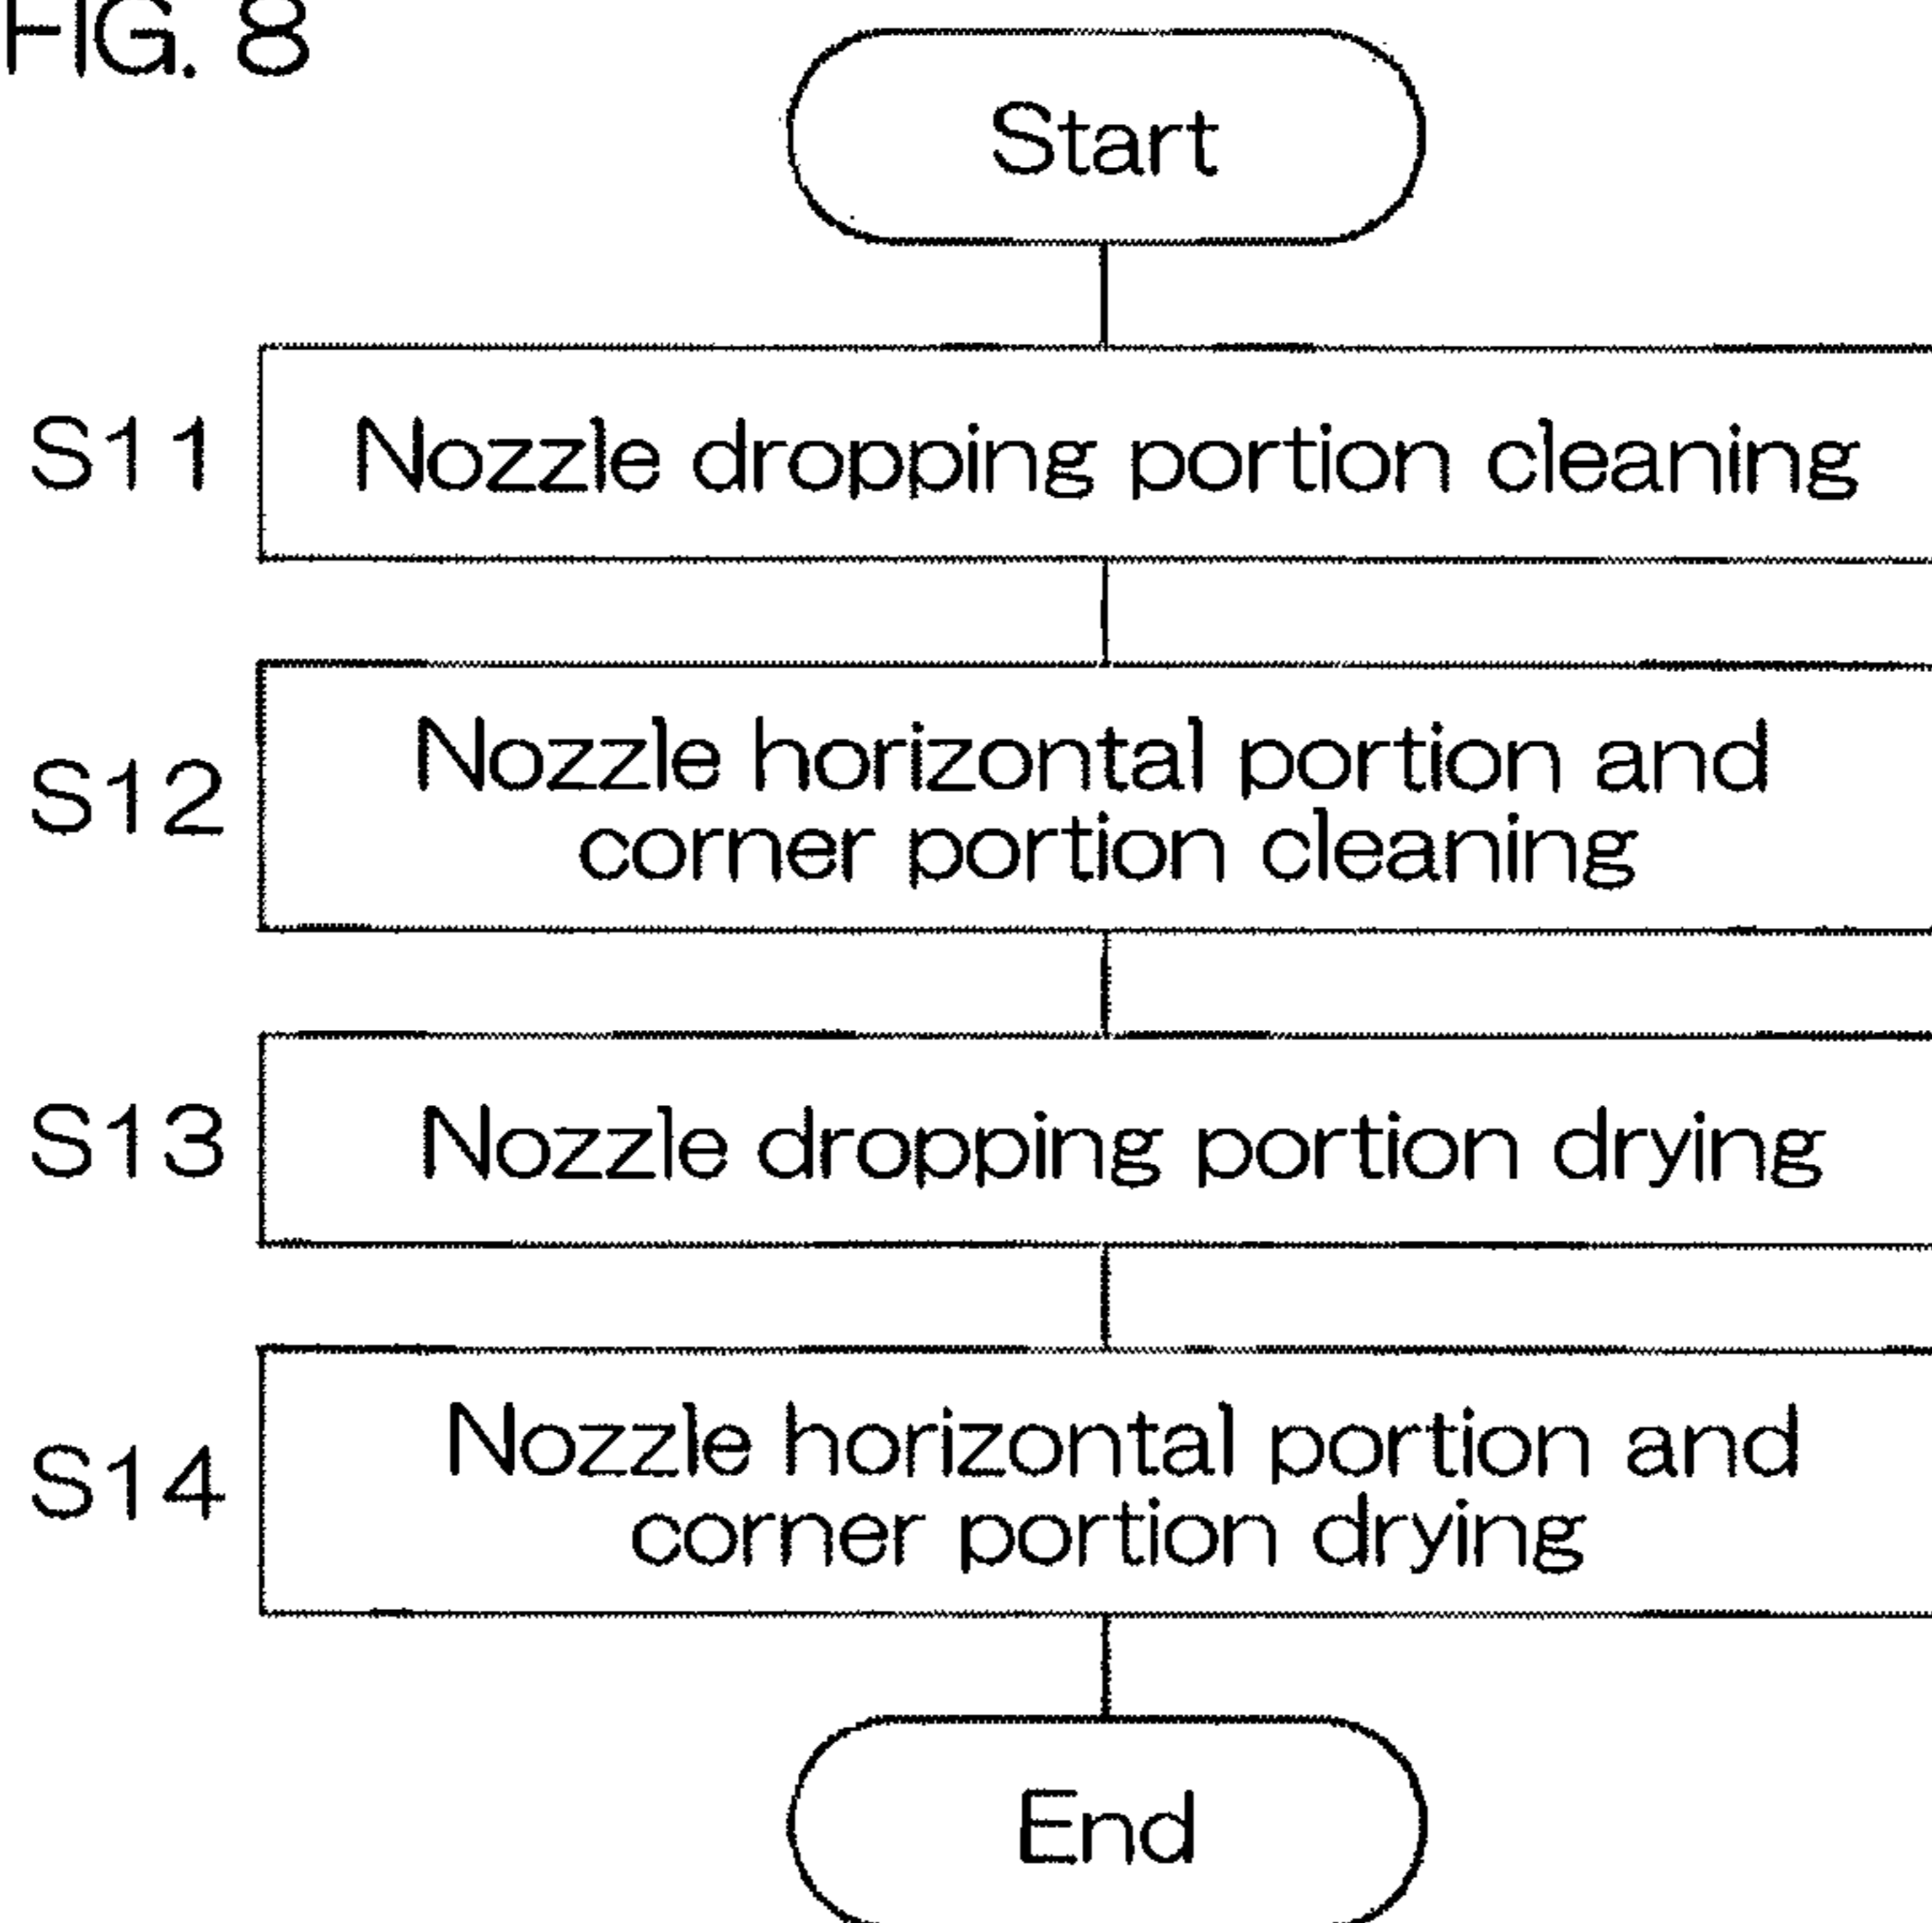 FIG. 8
Start
S11 Nozzle dropping portion cleaning
S12 Nozzle horizontal portion and
corner portion cleaning
S13 Nozzle dropping portion drying
S14 Nozzle horizontal portion and
corner portion drying
End